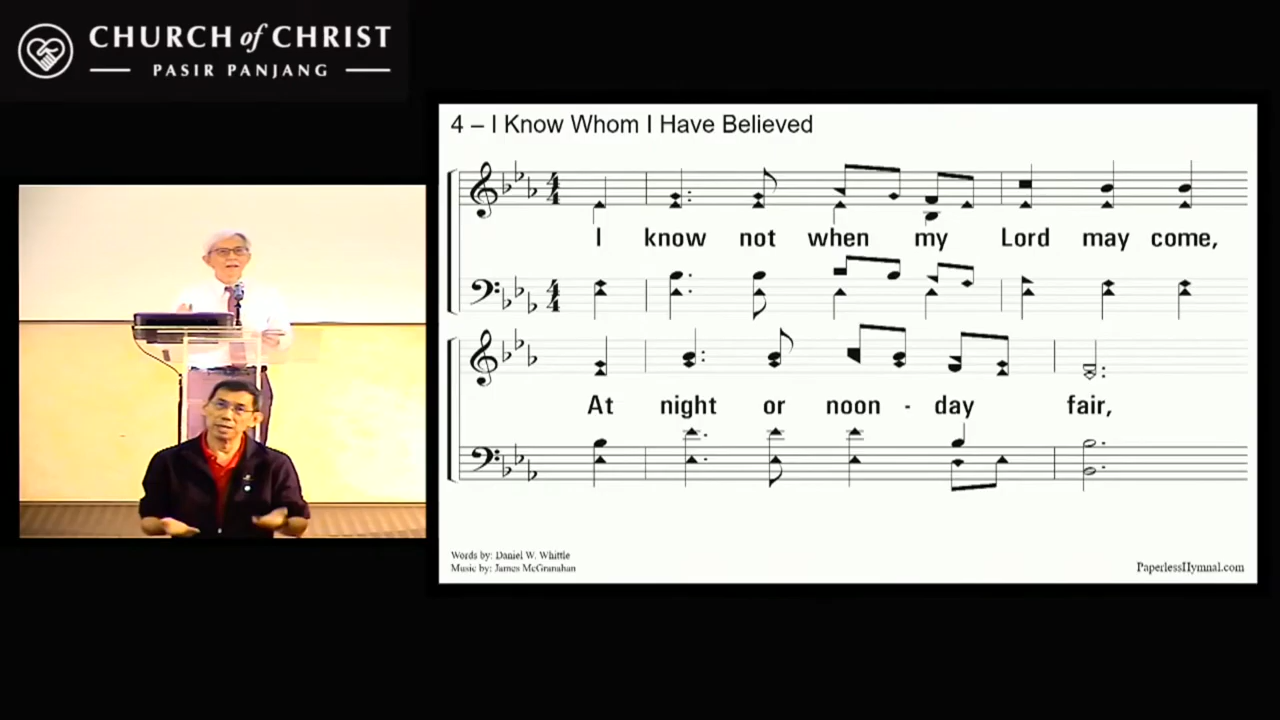 CHURCH of CHRIST
PASIR PANJANG
4 – I Know Whom I Have Believed
I know not when my Lord may come,
At night or noon - day fair,
Words by: Daniel W. Whittle
Music by: James McGranahan
PaperlessHymnal.com